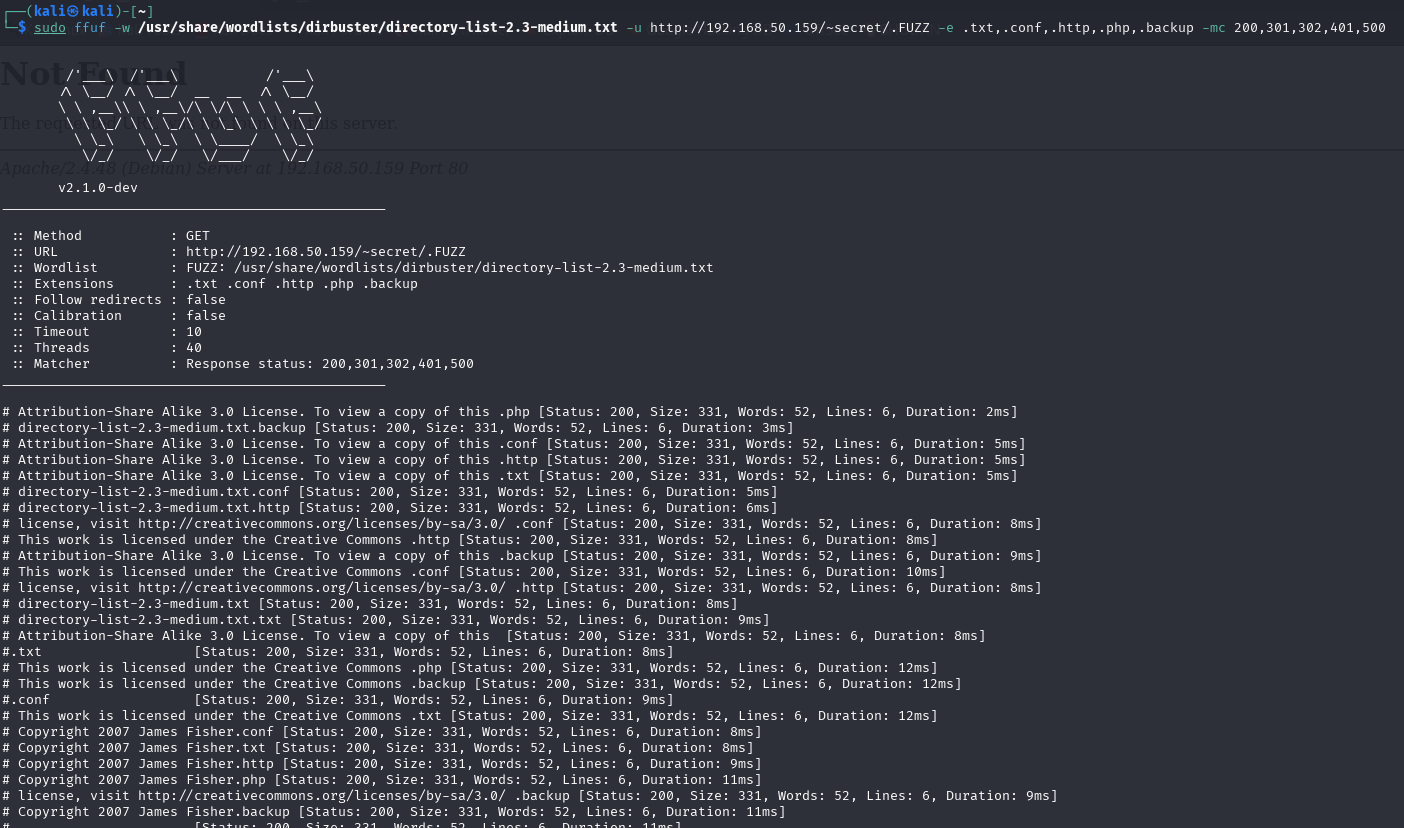 ┌──(kali㉿kali)-[~]
└─$ sudo ffuf -w /usr/share/wordlists/dirbuster/directory-list-2.3-medium.txt -u http://192.168.50.159/~secret/.FUZZ -e .txt,.conf,.http,.php,.backup -mc 200,301,302,401,500
Not Found
        /'___\  /'___\           /'___\
       /\ \__/ /\ \__/  __  __  /\ \__/
       \ \ ,__\\ \ ,__\/\ \/\ \ \ \ ,__\
        \ \ \_/ \ \ \_/\ \ \_\ \ \ \ \_/
         \ \_\   \ \_\  \ \____/  \ \_\
          \/_/    \/_/   \/___/    \/_/
Apache/2.4.48 (Debian) Server at 192.168.50.159 Port 80
       v2.1.0-dev
________________________________________________
 :: Method           : GET
 :: URL              : http://192.168.50.159/~secret/.FUZZ
 :: Wordlist         : FUZZ: /usr/share/wordlists/dirbuster/directory-list-2.3-medium.txt
 :: Extensions       : .txt .conf .http .php .backup
 :: Follow redirects : false
 :: Calibration      : false
 :: Timeout          : 10
 :: Threads          : 40
 :: Matcher          : Response status: 200,301,302,401,500
________________________________________________
# Attribution-Share Alike 3.0 License. To view a copy of this .php [Status: 200, Size: 331, Words: 52, Lines: 6, Duration: 2ms]
# directory-list-2.3-medium.txt.backup [Status: 200, Size: 331, Words: 52, Lines: 6, Duration: 3ms]
# Attribution-Share Alike 3.0 License. To view a copy of this .conf [Status: 200, Size: 331, Words: 52, Lines: 6, Duration: 5ms]
# Attribution-Share Alike 3.0 License. To view a copy of this .http [Status: 200, Size: 331, Words: 52, Lines: 6, Duration: 5ms]
# Attribution-Share Alike 3.0 License. To view a copy of this .txt [Status: 200, Size: 331, Words: 52, Lines: 6, Duration: 5ms]
# directory-list-2.3-medium.txt.conf [Status: 200, Size: 331, Words: 52, Lines: 6, Duration: 5ms]
# directory-list-2.3-medium.txt.http [Status: 200, Size: 331, Words: 52, Lines: 6, Duration: 6ms]
# license, visit http://creativecommons.org/licenses/by-sa/3.0/ .conf [Status: 200, Size: 331, Words: 52, Lines: 6, Duration: 8ms]
# This work is licensed under the Creative Commons .http [Status: 200, Size: 331, Words: 52, Lines: 6, Duration: 8ms]
# Attribution-Share Alike 3.0 License. To view a copy of this .backup [Status: 200, Size: 331, Words: 52, Lines: 6, Duration: 9ms]
# This work is licensed under the Creative Commons .conf [Status: 200, Size: 331, Words: 52, Lines: 6, Duration: 10ms]
# license, visit http://creativecommons.org/licenses/by-sa/3.0/ .http [Status: 200, Size: 331, Words: 52, Lines: 6, Duration: 8ms]
# directory-list-2.3-medium.txt [Status: 200, Size: 331, Words: 52, Lines: 6, Duration: 8ms]
# directory-list-2.3-medium.txt.txt [Status: 200, Size: 331, Words: 52, Lines: 6, Duration: 9ms]
# Attribution-Share Alike 3.0 License. To view a copy of this  [Status: 200, Size: 331, Words: 52, Lines: 6, Duration: 8ms]
#.txt                   [Status: 200, Size: 331, Words: 52, Lines: 6, Duration: 8ms]
# This work is licensed under the Creative Commons .php [Status: 200, Size: 331, Words: 52, Lines: 6, Duration: 12ms]
# This work is licensed under the Creative Commons .backup [Status: 200, Size: 331, Words: 52, Lines: 6, Duration: 12ms]
#.conf                  [Status: 200, Size: 331, Words: 52, Lines: 6, Duration: 9ms]
# This work is licensed under the Creative Commons .txt [Status: 200, Size: 331, Words: 52, Lines: 6, Duration: 12ms]
# Copyright 2007 James Fisher.conf [Status: 200, Size: 331, Words: 52, Lines: 6, Duration: 8ms]
# Copyright 2007 James Fisher.txt [Status: 200, Size: 331, Words: 52, Lines: 6, Duration: 8ms]
# Copyright 2007 James Fisher.http [Status: 200, Size: 331, Words: 52, Lines: 6, Duration: 9ms]
# Copyright 2007 James Fisher.php [Status: 200, Size: 331, Words: 52, Lines: 6, Duration: 11ms]
# license, visit http://creativecommons.org/licenses/by-sa/3.0/ .backup [Status: 200, Size: 331, Words: 52, Lines: 6, Duration: 9ms]
# Copyright 2007 James Fisher.backup [Status: 200, Size: 331, Words: 52, Lines: 6, Duration: 11ms]
#                       [Status: 200, Size: 331, Words: 52, Lines: 6, Duration: 11ms]